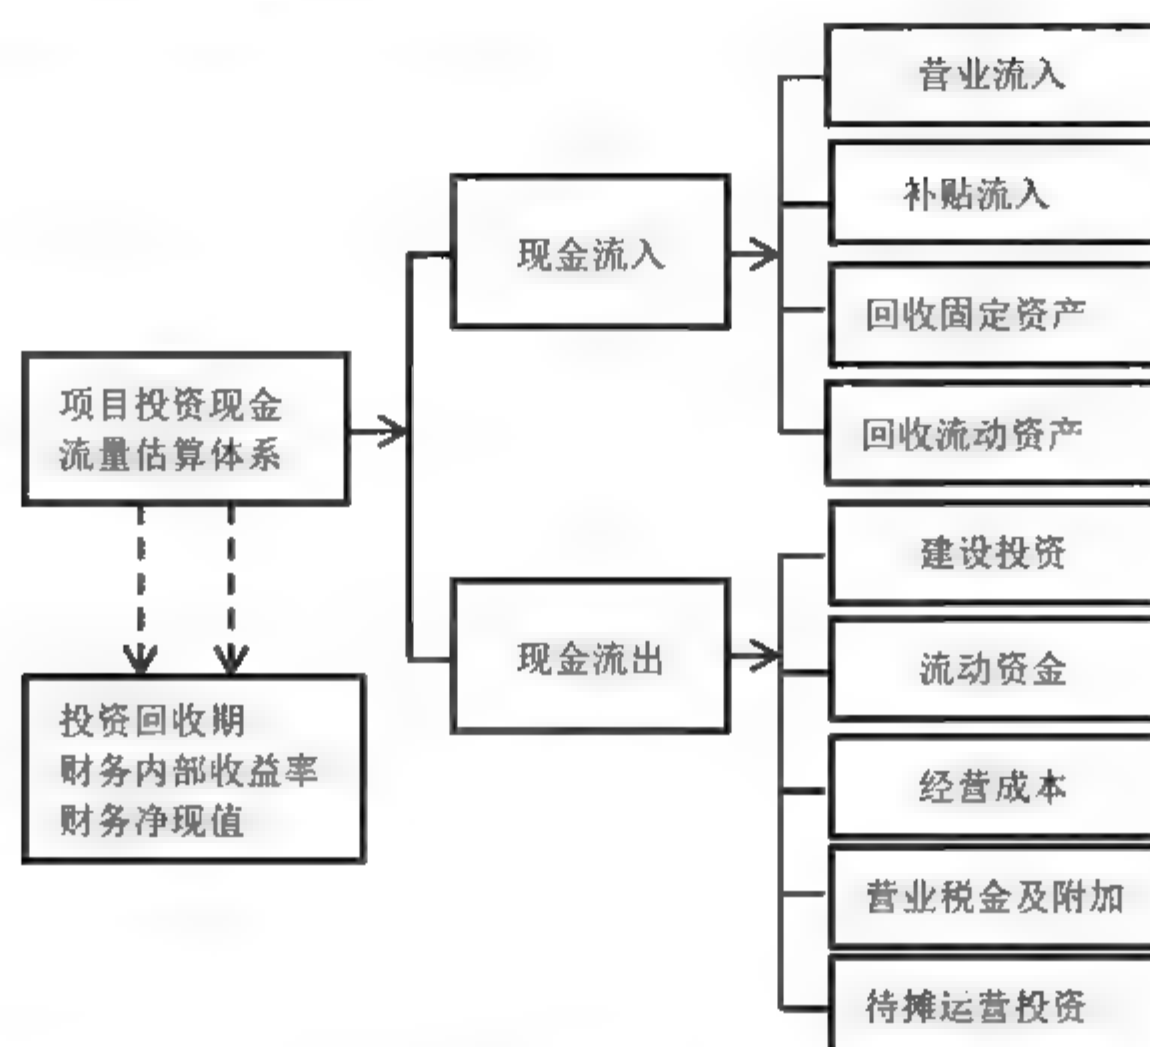 营业流入
补贴流入
现金流入
回收固定资产
项目投资现金
流量估算体系
回收流动资产
建设投资
现金流出
流动资金
投资回收期
财务内部收益率
财务净现值
经营成本
营业税金及附加
待摊运营投资